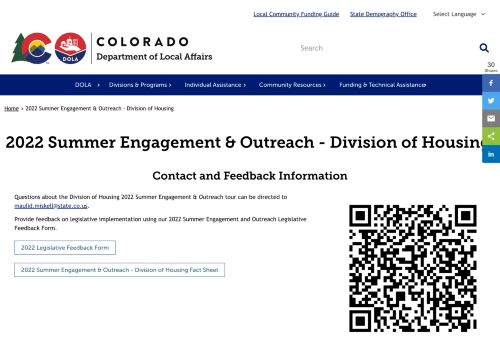 Local Community Funding Guide
State Demography Office
Select Language
COLORADO
Department of Local Affairs
CO
DOLA
Search
30
Shares
DOLA
Divisions & Programs
Individual Assistance
Community Resources
Funding & Technical Assistance
Home > 2022 Summer Engagement & Outreach - Division of Housing
2022 Summer Engagement & Outreach - Division of Housing
Contact and Feedback Information
Questions about the Division of Housing 2022 Summer Engagement & Outreach tour can be directed to
maulid.miskell@state.co.us.
Provide feedback on legislative implementation using our 2022 Summer Engagement and Outreach Legislative
Feedback Form.
2022 Legislative Feedback Form
2022 Summer Engagement & Outreach - Division of Housing Fact Sheet